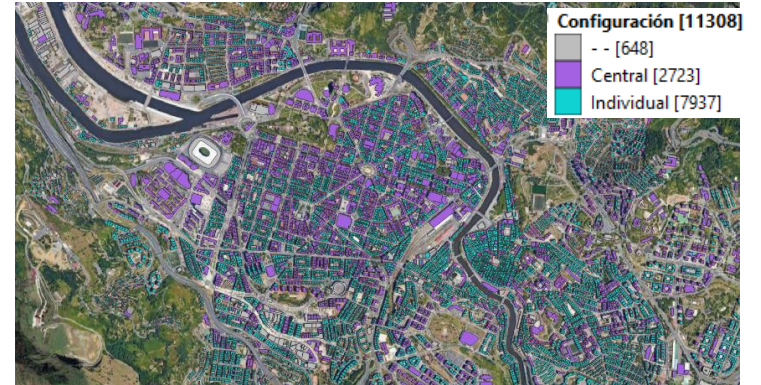 Configuración [11308]
- - [648]
Central [2723]
Individual [7937]